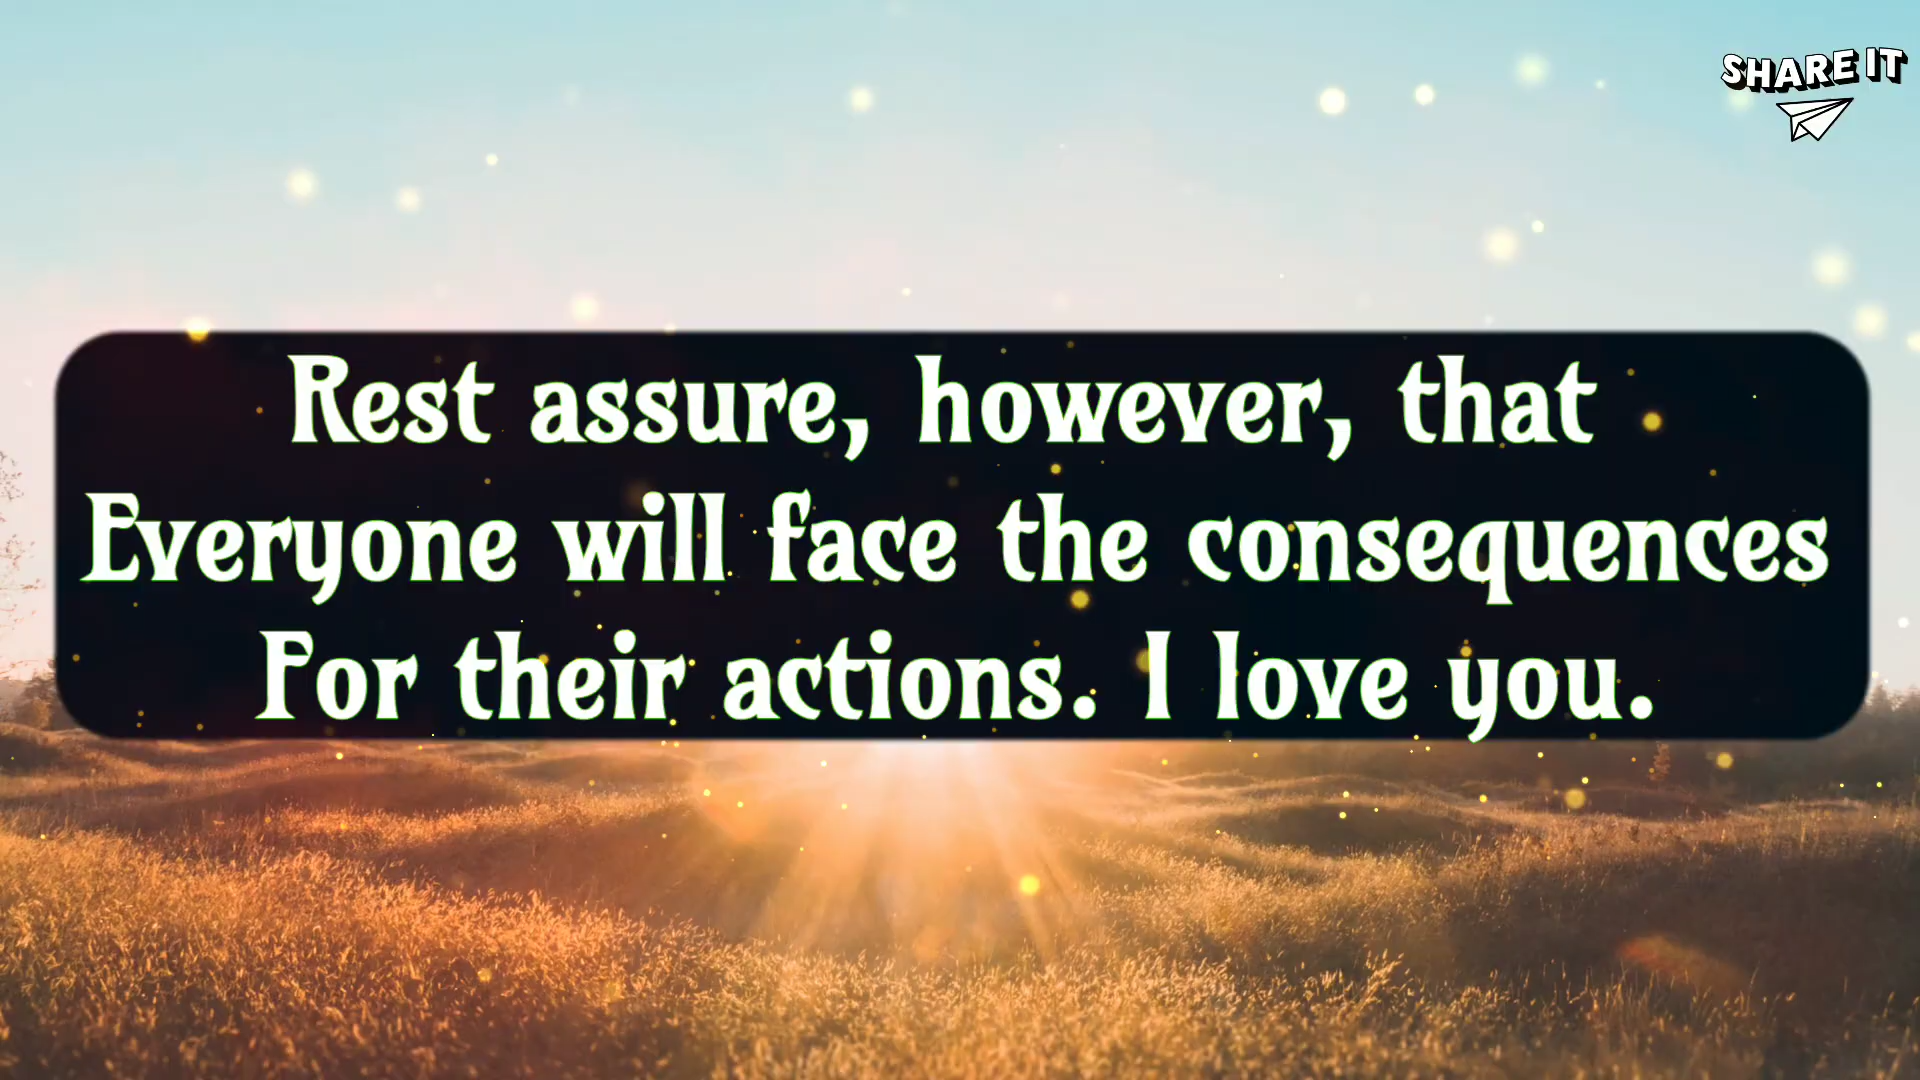 SHARE IT
Rest assure, however, that
Everyone will face the consequences
For their actions. I love you.